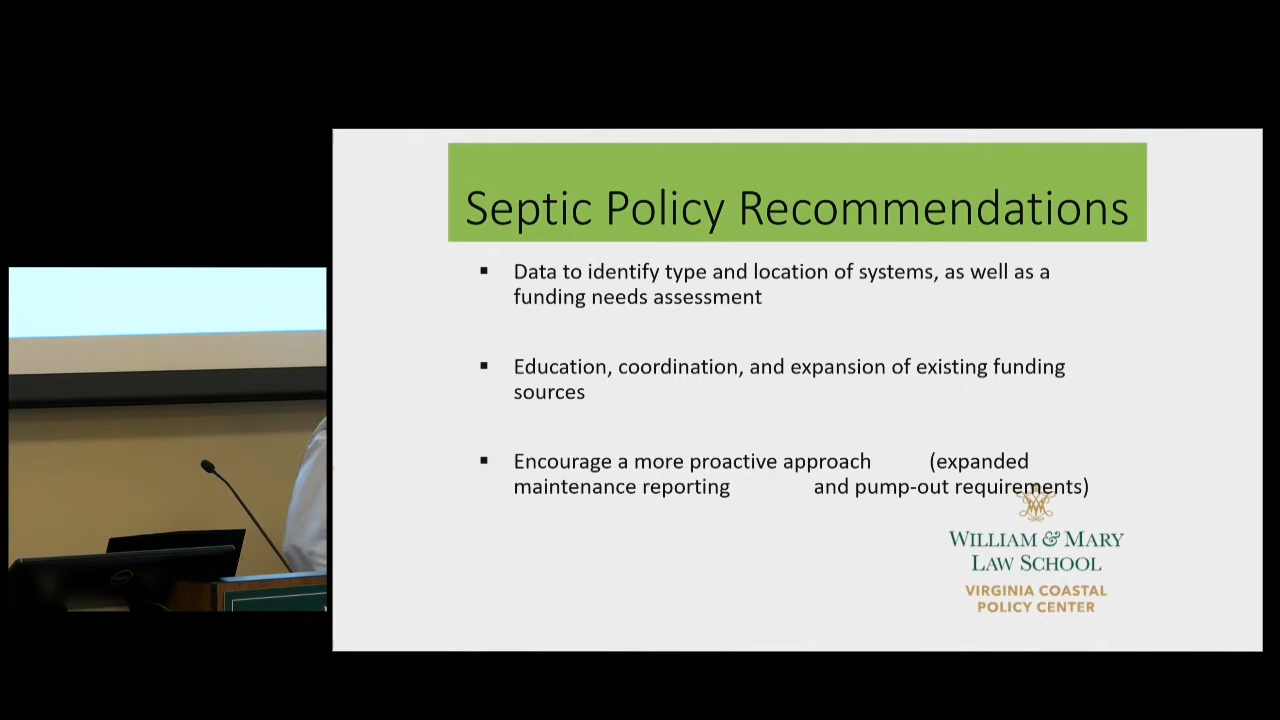 Septic Policy Recommendations
▪ Data to identify type and location of systems, as well as a
funding needs assessment
▪ Education, coordination, and expansion of existing funding
sources
▪ Encourage a more proactive approach (expanded
maintenance reporting and pump-out requirements)
WILLIAM & MARY
LAW SCHOOL
VIRGINIA COASTAL
POLICY CENTER